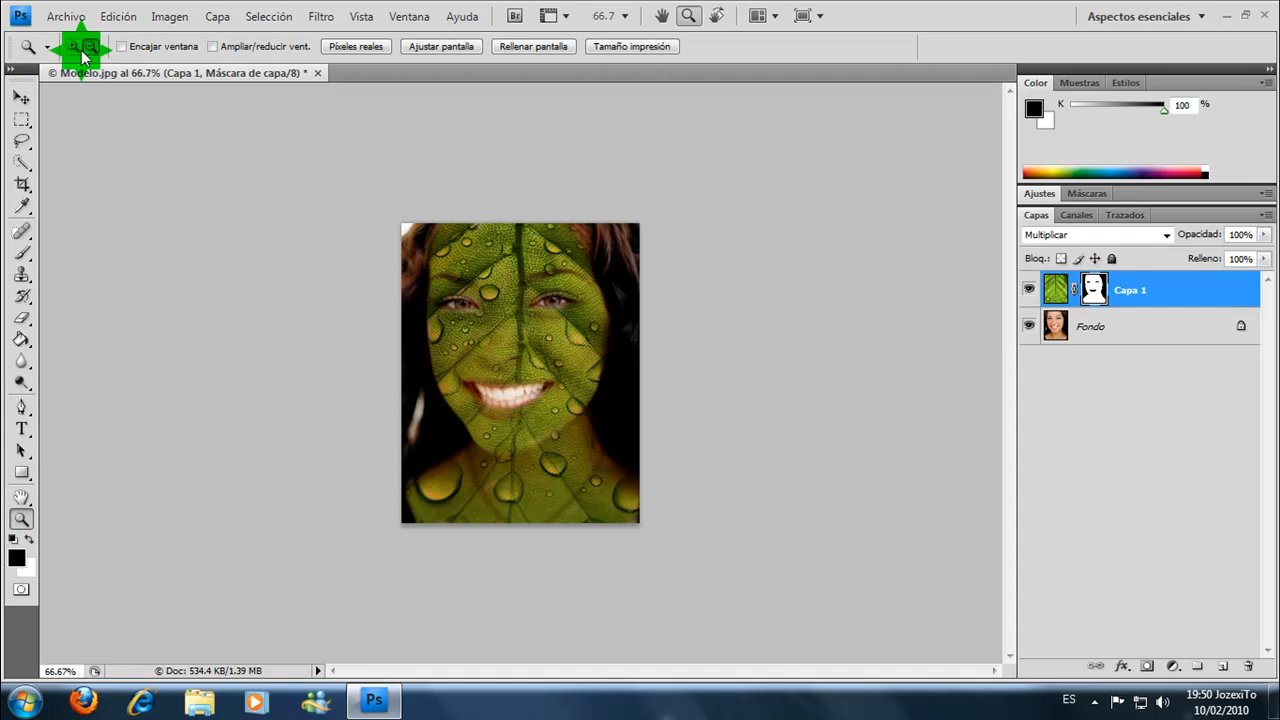 Ps Archivo Edición Imagen Capa Selección Filtro Vista Ventana Ayuda Br 66.7 Aspectos esenciales
Encajar ventana Ampliar/reducir vent. Píxeles reales Ajustar pantalla Rellenar pantalla Tamaño impresión
© Modelo.jpg al 66.7% (Capa 1, Máscara de capa/8) *
Color Muestras Estilos
K 100 %
Ajustes Máscaras
Capas Canales Trazados
Multiplicar Opacidad: 100%
Bloq.: Relleno: 100%
Capa 1
Fondo
T
66.67% Doc: 534.4 KB/1.39 MB
fx
Ps ES 19:50 JozexiTo
10/02/2010